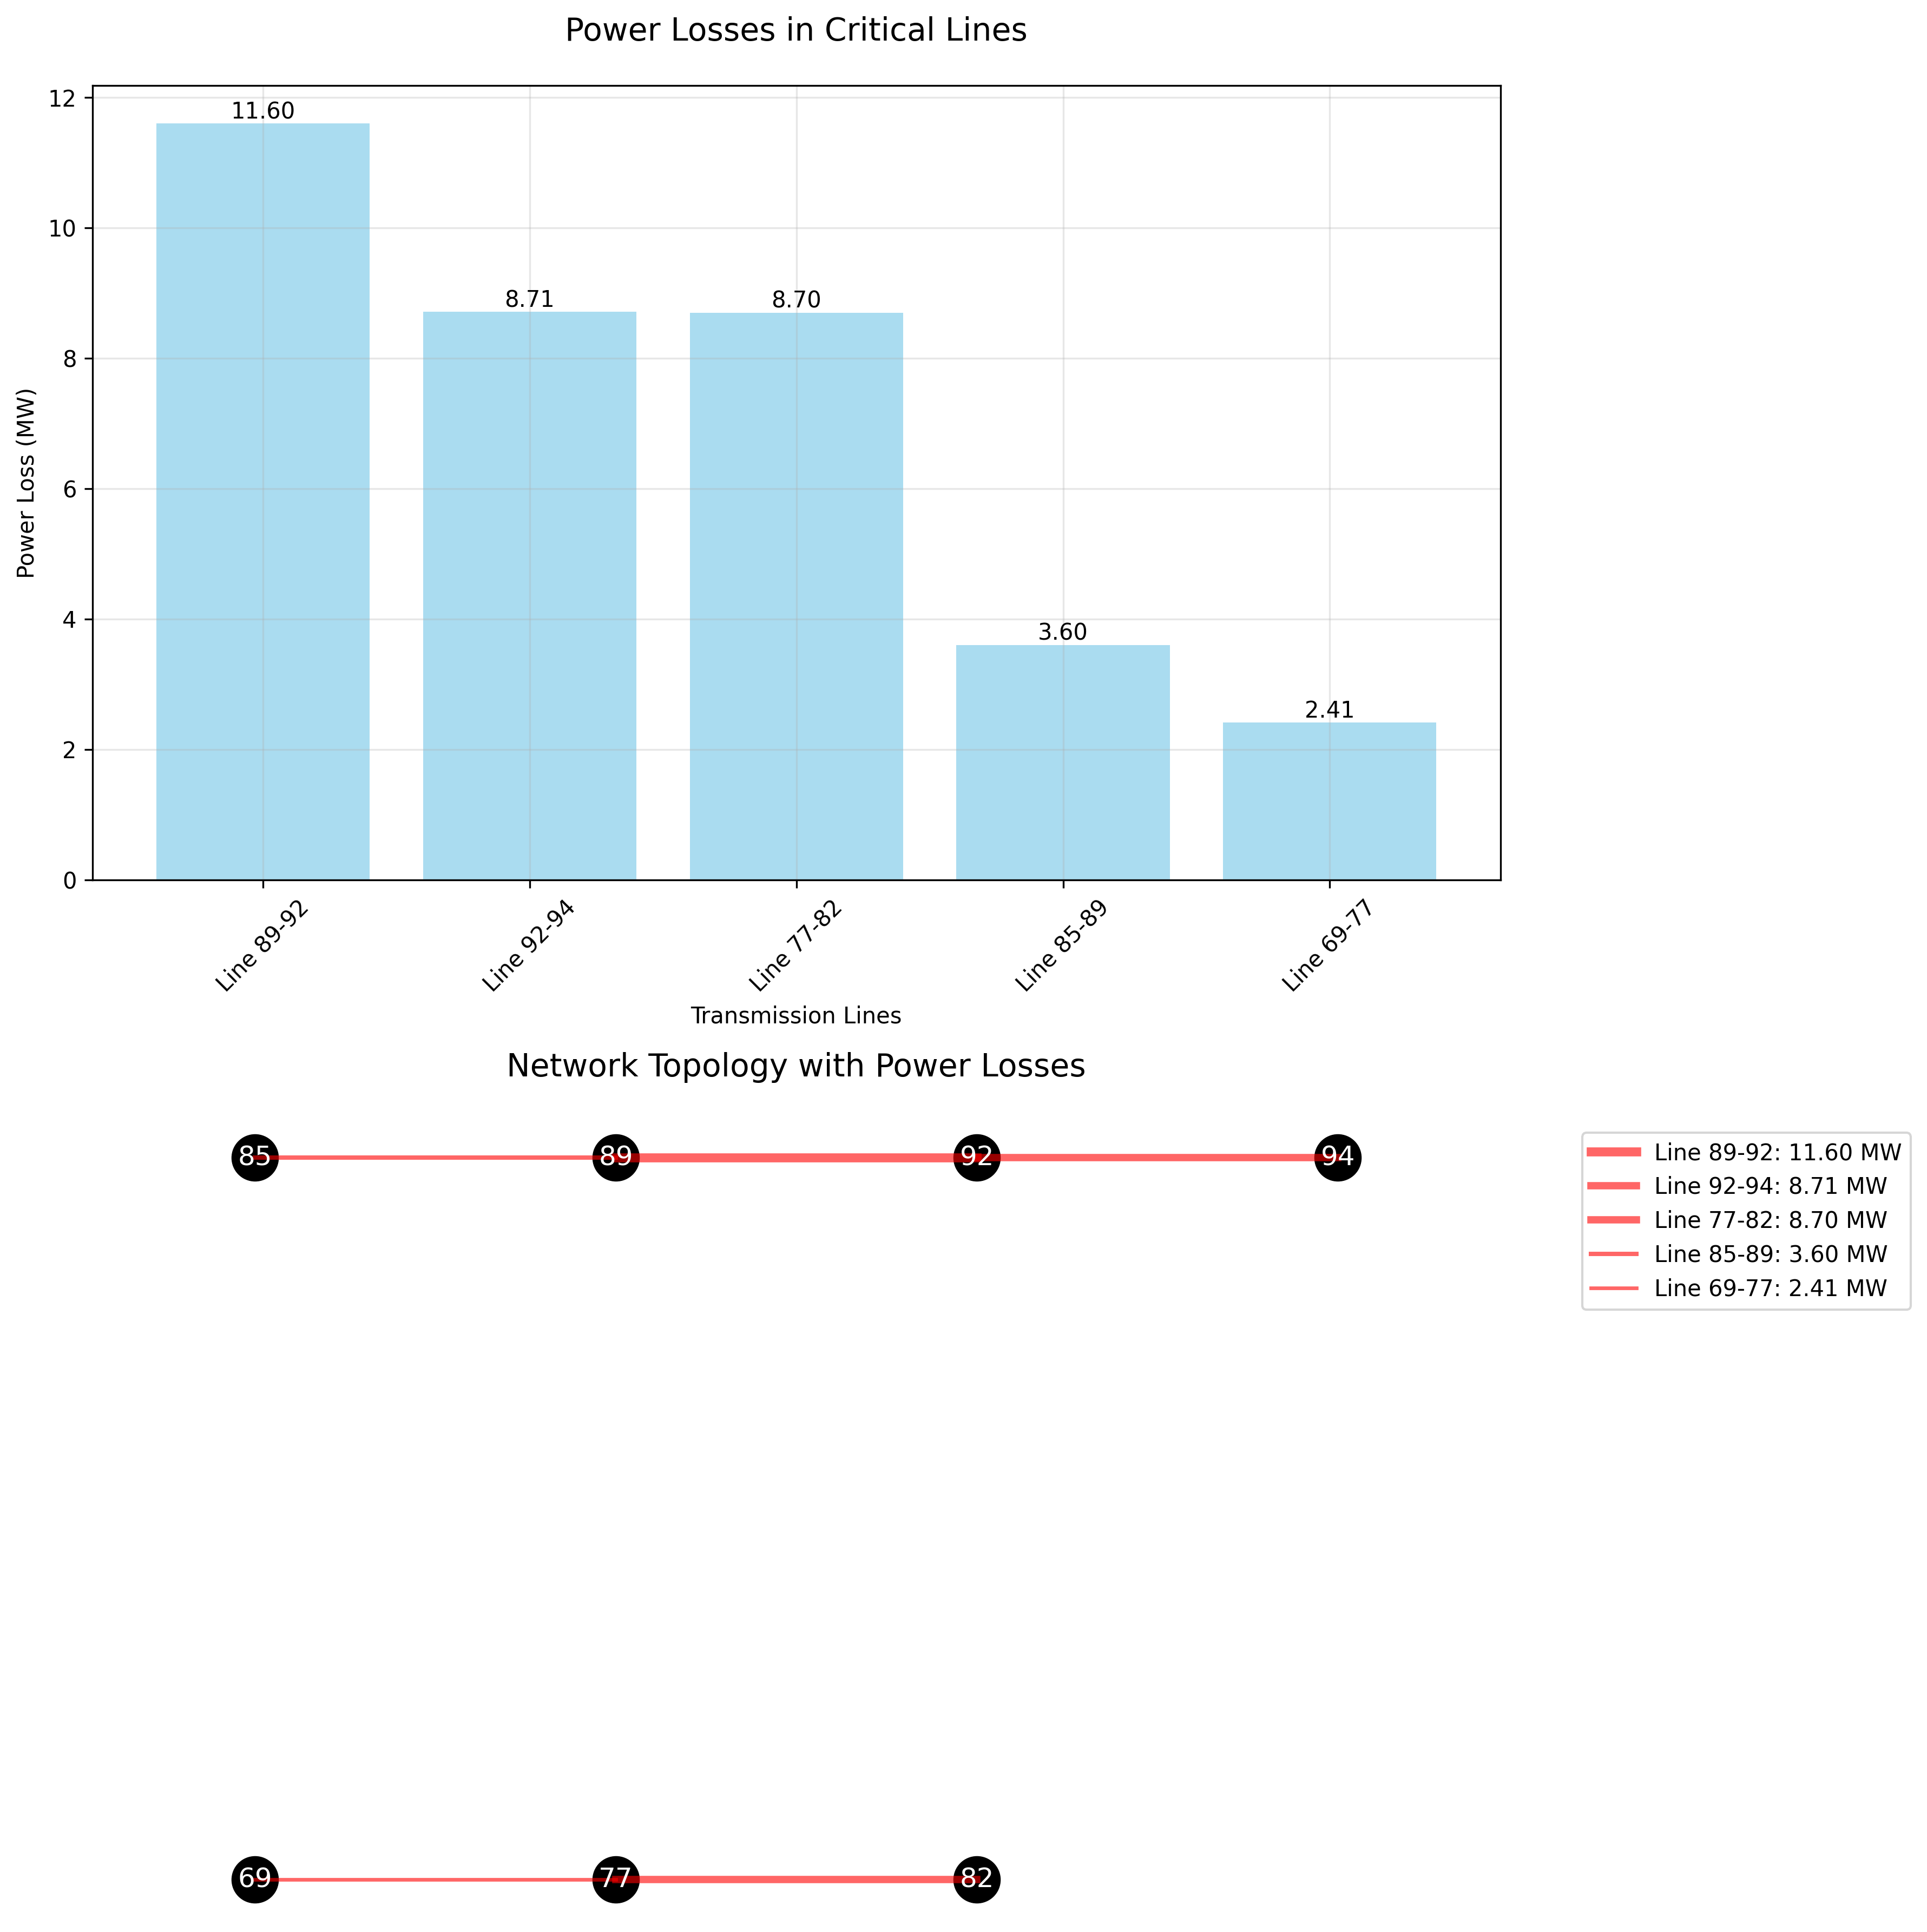 Power Losses in Critical Lines
12
10
8
6
4
2
0
Power Loss (MW)
11.60
8.71
8.70
3.60
2.41
Line 89-92
Line 92-94
Line 77-82
Line 85-89
Line 69-77
Transmission Lines
Network Topology with Power Losses
85
89
92
94
Line 89-92: 11.60 MW
Line 92-94: 8.71 MW
Line 77-82: 8.70 MW
Line 85-89: 3.60 MW
Line 69-77: 2.41 MW
69
77
82